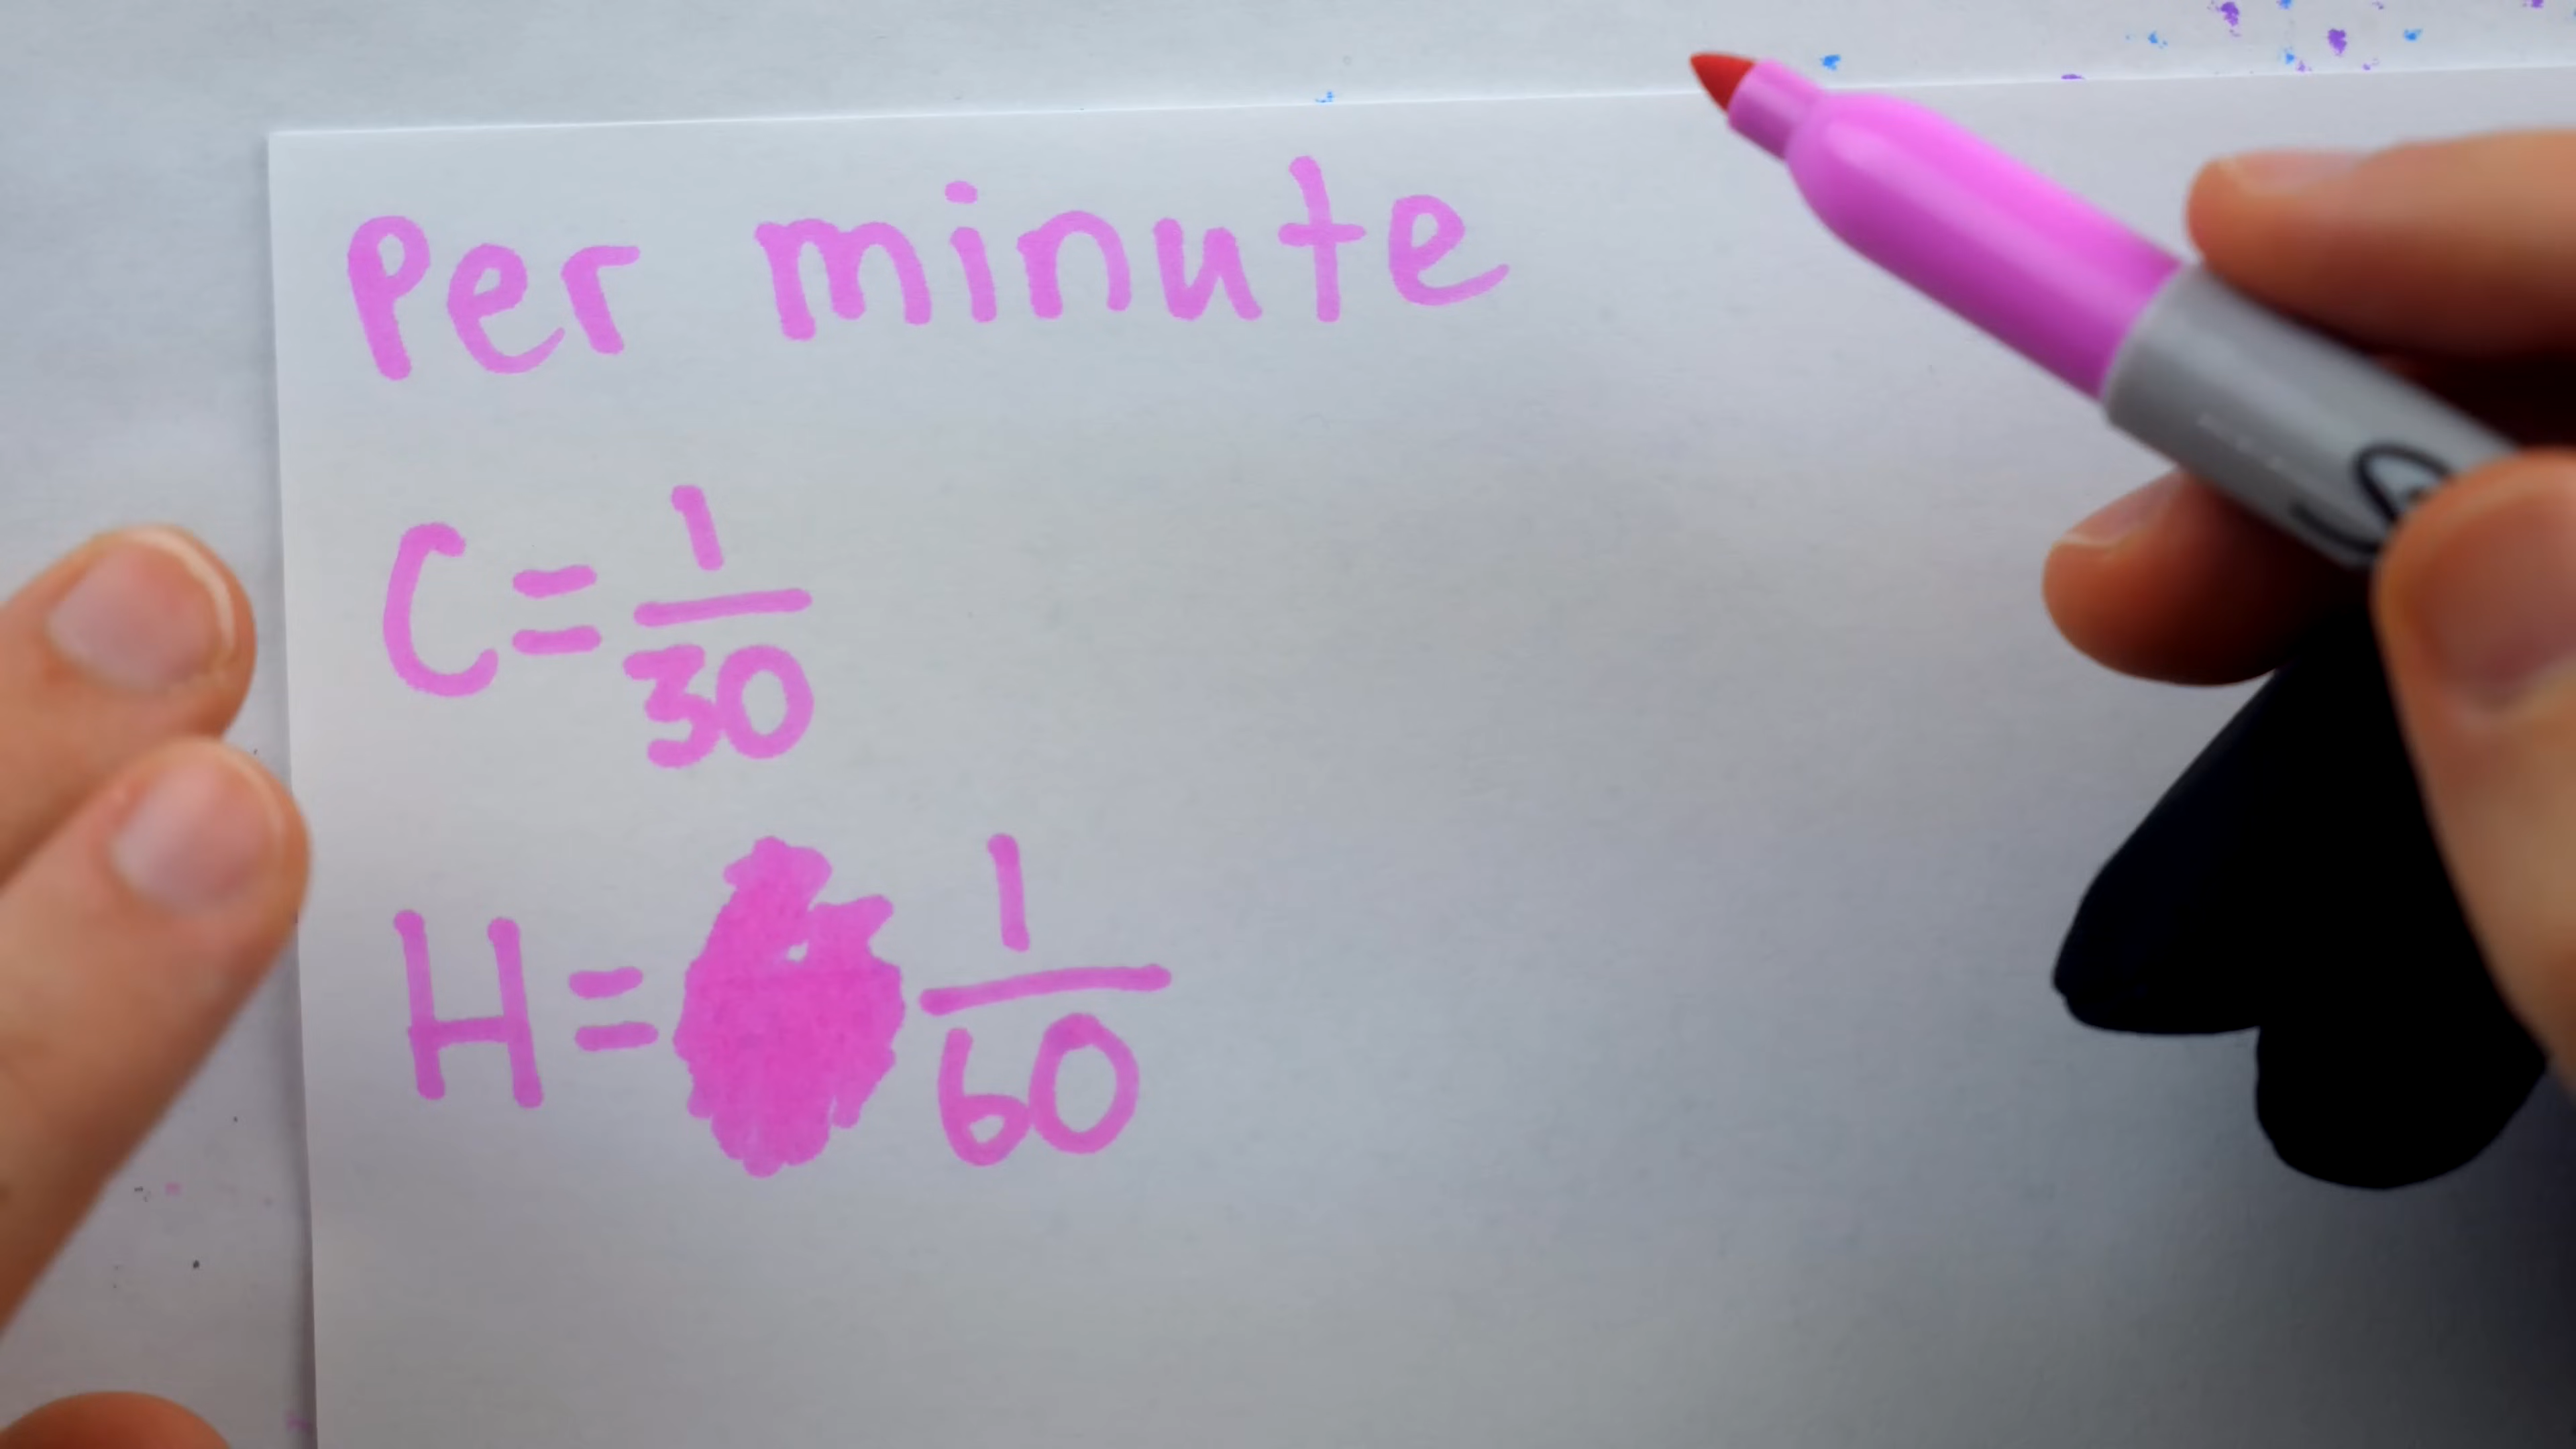 Per minute
C = 1/30
H = 1/60